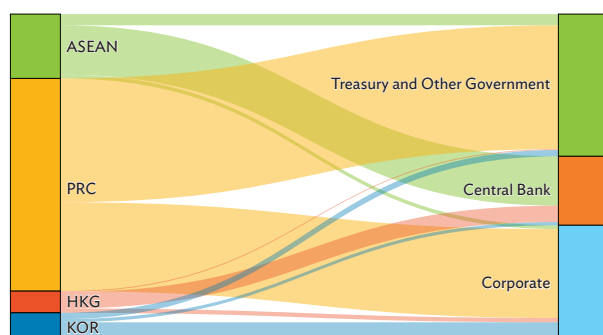 ASEAN
Treasury and Other Government
PRC
Central Bank
Corporate
HKG
KOR